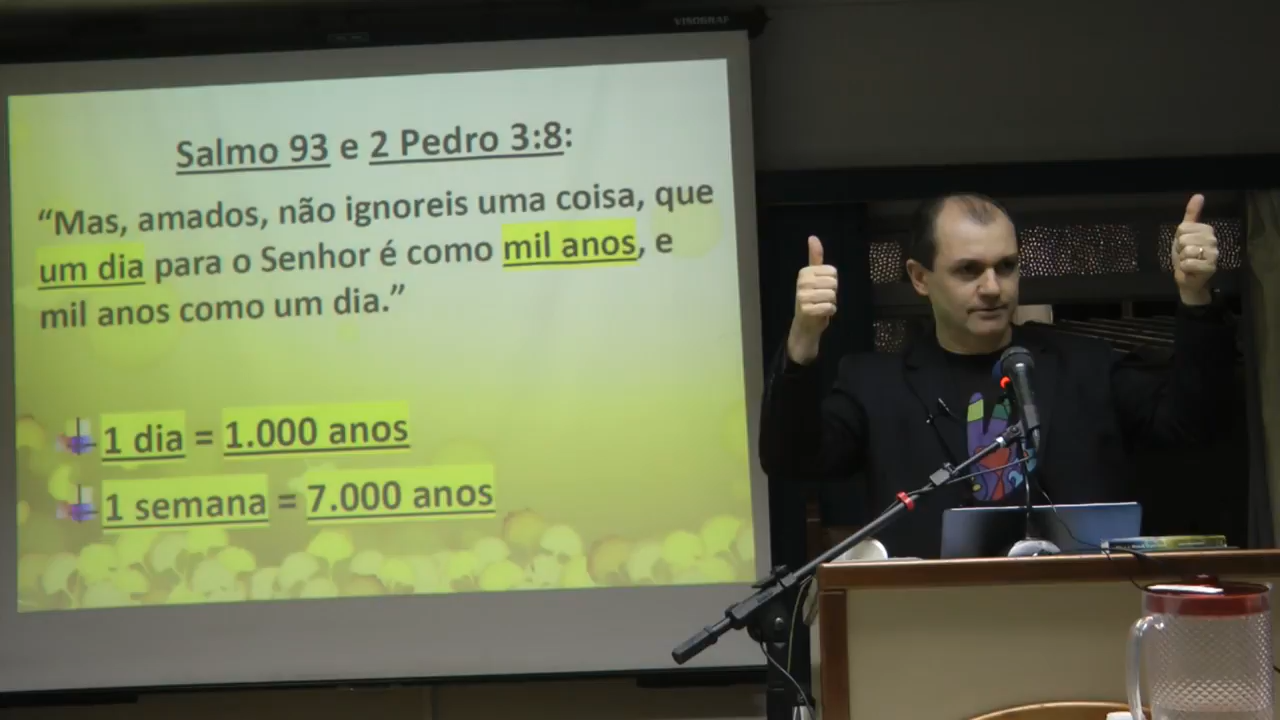 VISOGRAF
Salmo 93 e 2 Pedro 3:8:
“Mas, amados, não ignoreis uma coisa, que
um dia para o Senhor é como mil anos, e
mil anos como um dia.”
1 dia = 1.000 anos
1 semana = 7.000 anos